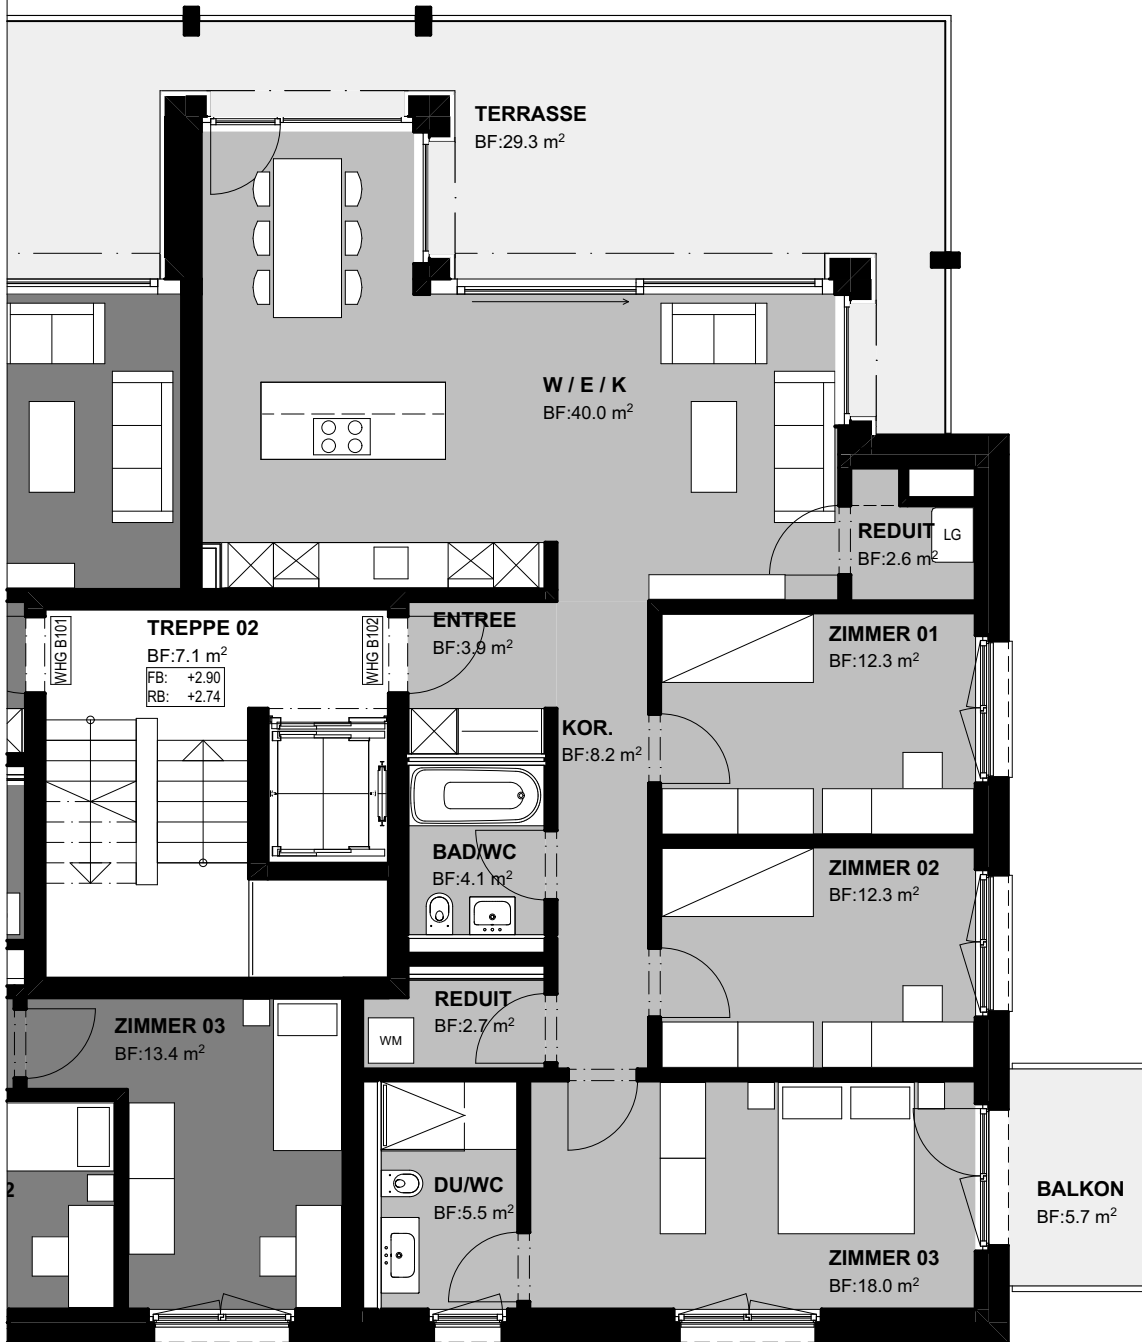 TERRASSE
BF:29.3 m²
W / E / K
BF:40.0 m²
REDUIT
BF:2.6 m²
LG
TREPPE 02
BF:7.1 m²
FB: +2.90
RB: +2.74
WHG B101
WHG B102
ENTREE
BF:3.9 m²
ZIMMER 01
BF:12.3 m²
KOR.
BF:8.2 m²
BAD/WC
BF:4.1 m²
ZIMMER 02
BF:12.3 m²
REDUIT
BF:2.7 m²
WM
ZIMMER 03
BF:13.4 m²
2
DU/WC
BF:5.5 m²
ZIMMER 03
BF:18.0 m²
BALKON
BF:5.7 m²